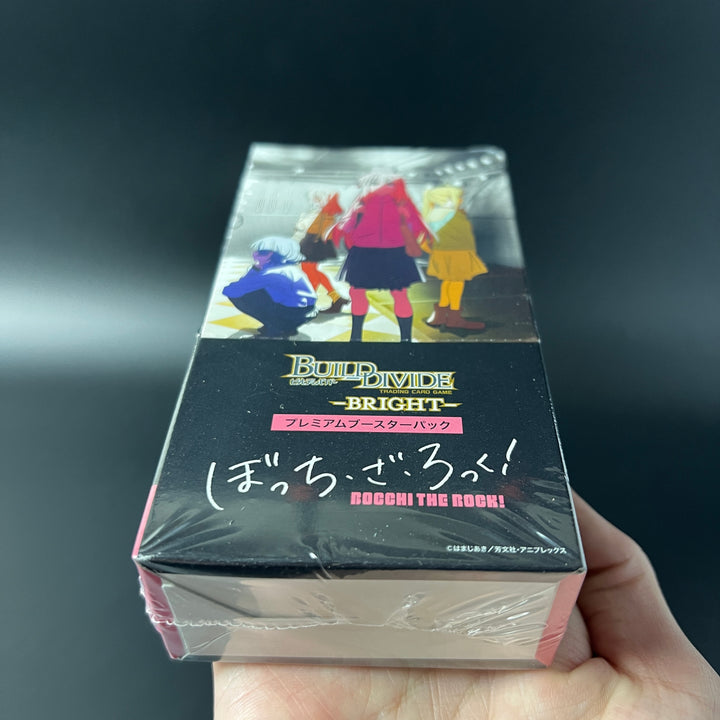 BUILD DIVIDE
ビルディバイド
TRADING CARD GAME
-BRIGHT-
プレミアムブースターパック
ぼっち・ざ・ろっく!
BOCCHI THE ROCK!
©はまじあき/芳文社・アニプレックス